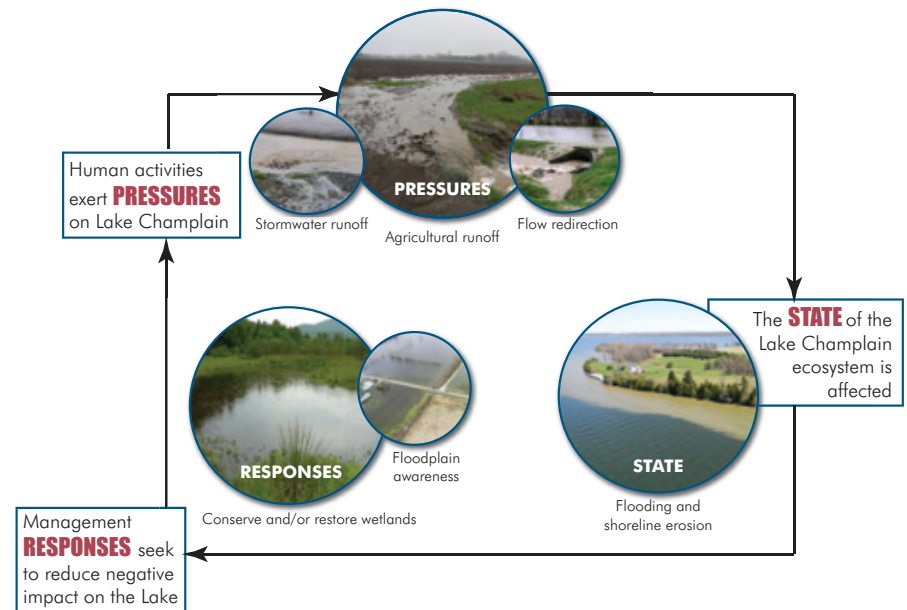 PRESSURES
Stormwater runoff
Agricultural runoff
Flow redirection
Human activities
exert PRESSURES
on Lake Champlain
The STATE of the
Lake Champlain
ecosystem is
affected
STATE
Flooding and
shoreline erosion
RESPONSES
Floodplain
awareness
Conserve and/or restore wetlands
Management
RESPONSES seek
to reduce negative
impact on the Lake